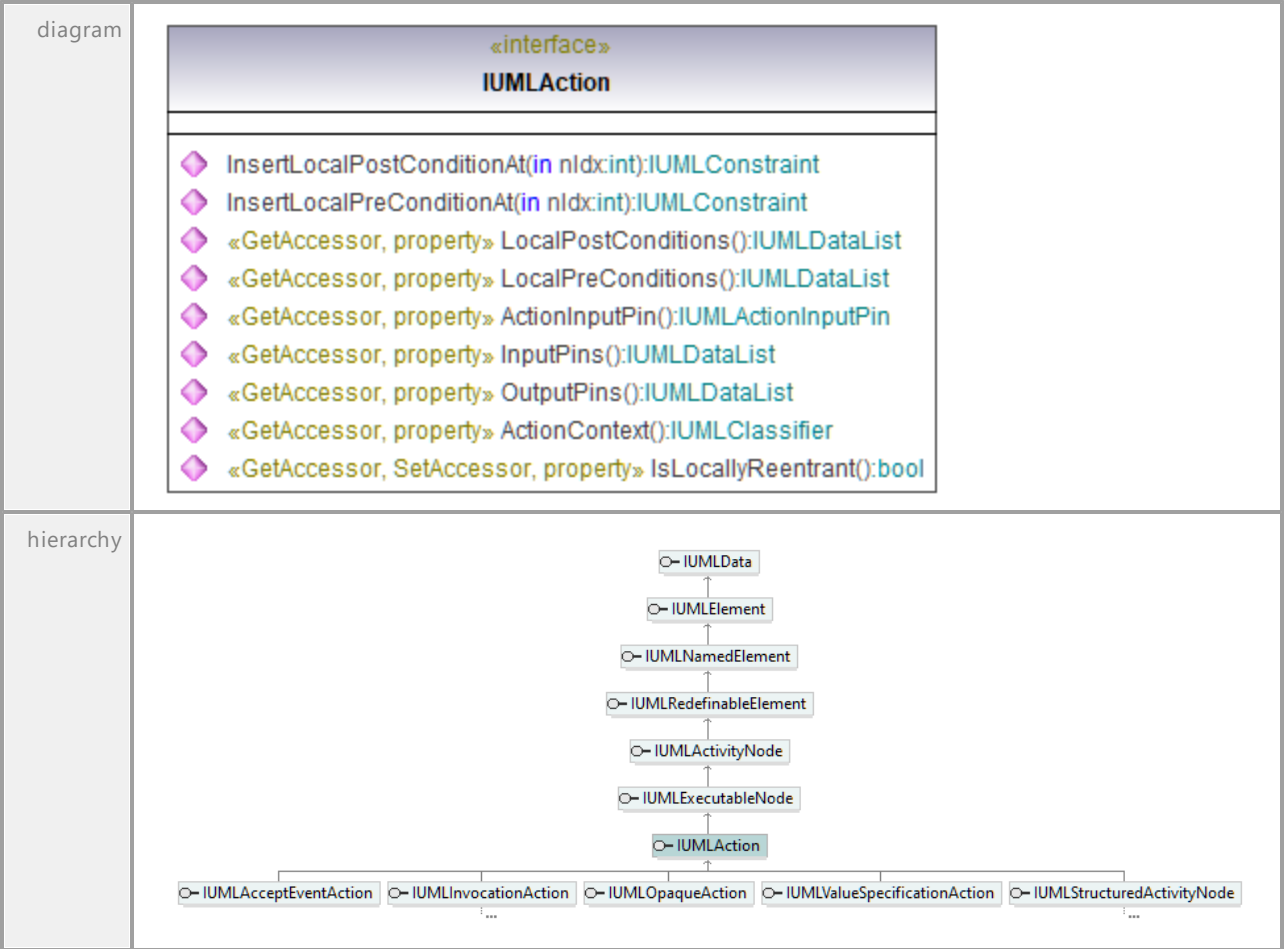 diagram
«interface»
IUMLAction
InsertLocalPostConditionAt(in nIdx:int):IUMLConstraint
InsertLocalPreConditionAt(in nIdx:int):IUMLConstraint
«GetAccessor, property» LocalPostConditions():IUMLDataList
«GetAccessor, property» LocalPreConditions():IUMLDataList
«GetAccessor, property» ActionInputPin():IUMLActionInputPin
«GetAccessor, property» InputPins():IUMLDataList
«GetAccessor, property» OutputPins():IUMLDataList
«GetAccessor, property» ActionContext():IUMLClassifier
«GetAccessor, SetAccessor, property» IsLocallyReentrant():bool
hierarchy
IUMLData
IUMLElement
IUMLNamedElement
IUMLRedefinableElement
IUMLActivityNode
IUMLExecutableNode
IUMLAction
IUMLAcceptEventAction IUMLInvocationAction IUMLOpaqueAction IUMLValueSpecificationAction IUMLStructuredActivityNode
... ...